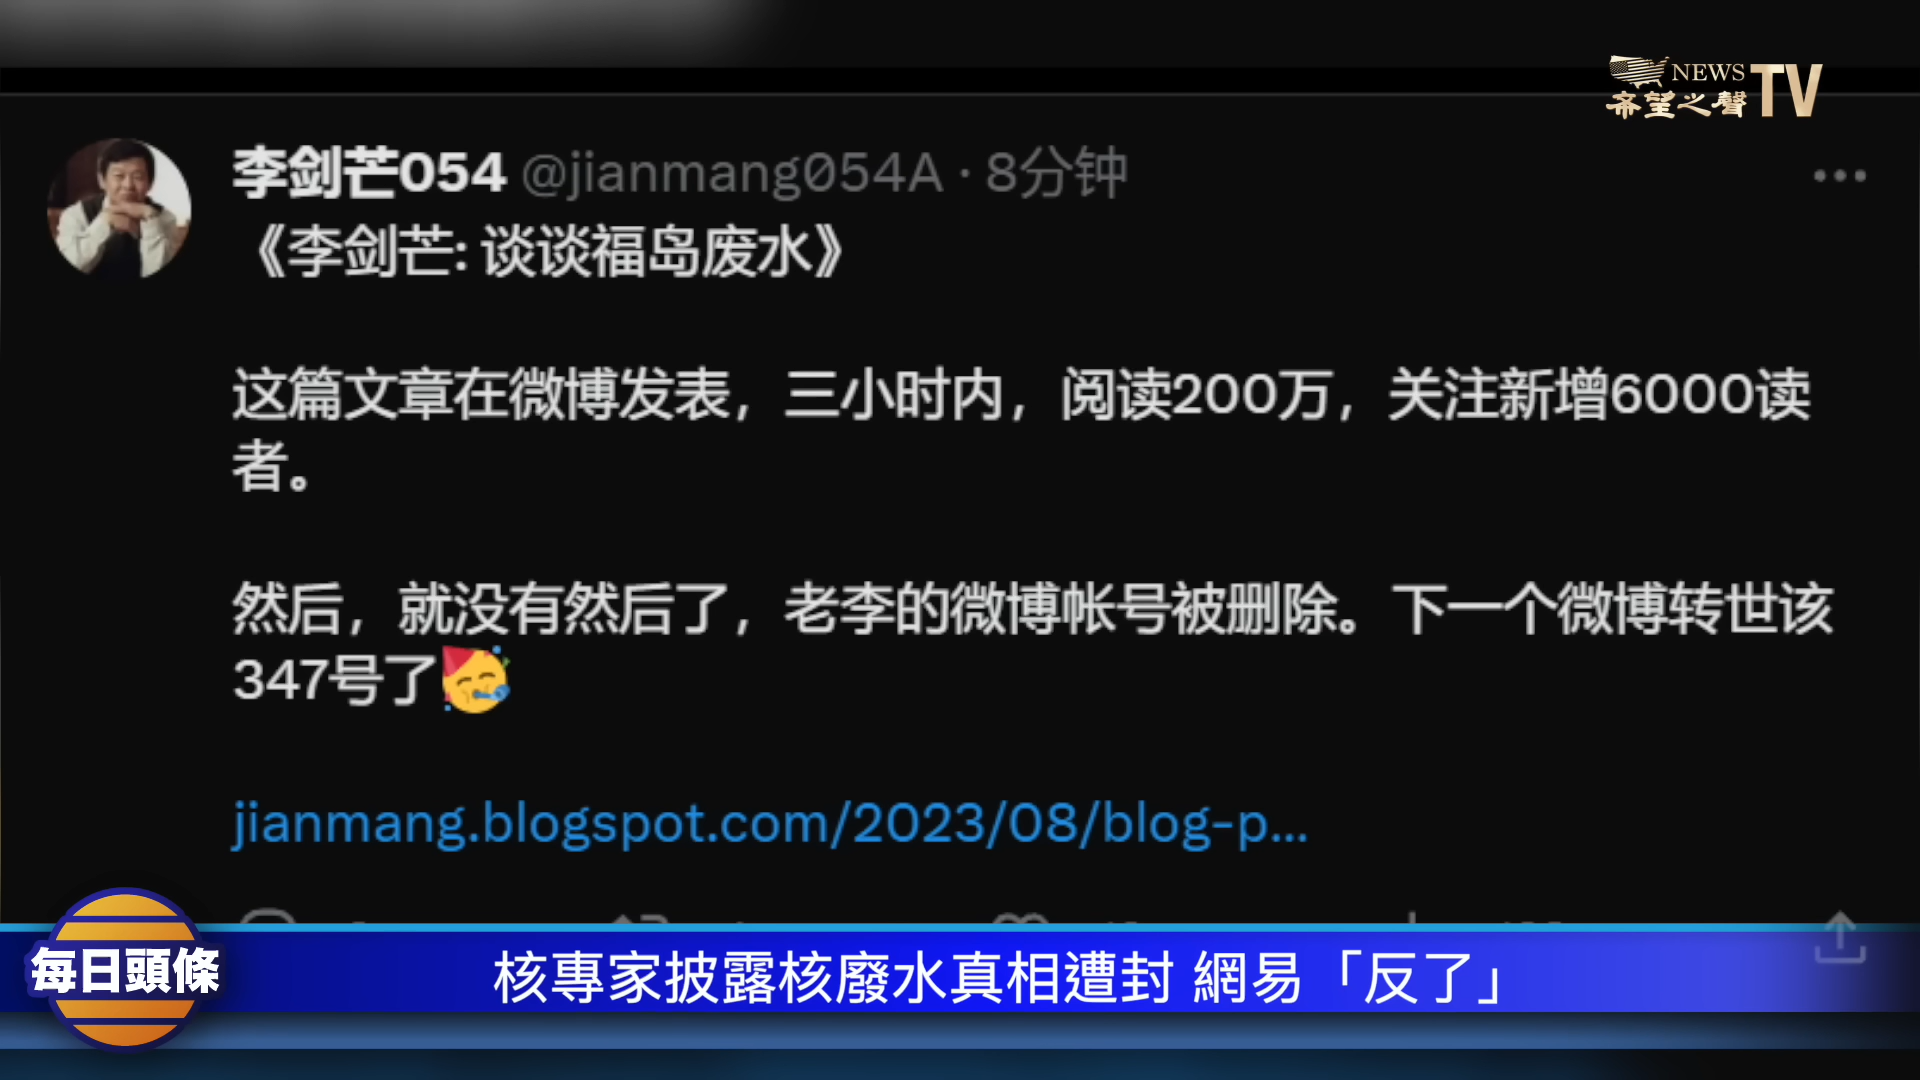 NEWS
希望之聲TV
李剑芒054 @jianmang054A · 8分钟
《李剑芒: 谈谈福岛废水》
这篇文章在微博发表，三小时内，阅读200万，关注新增6000读
者。
然后，就没有然后了，老李的微博帐号被删除。下一个微博转世该
347号了🥳
jianmang.blogspot.com/2023/08/blog-p...
每日頭條
核專家披露核廢水真相遭封 網易「反了」